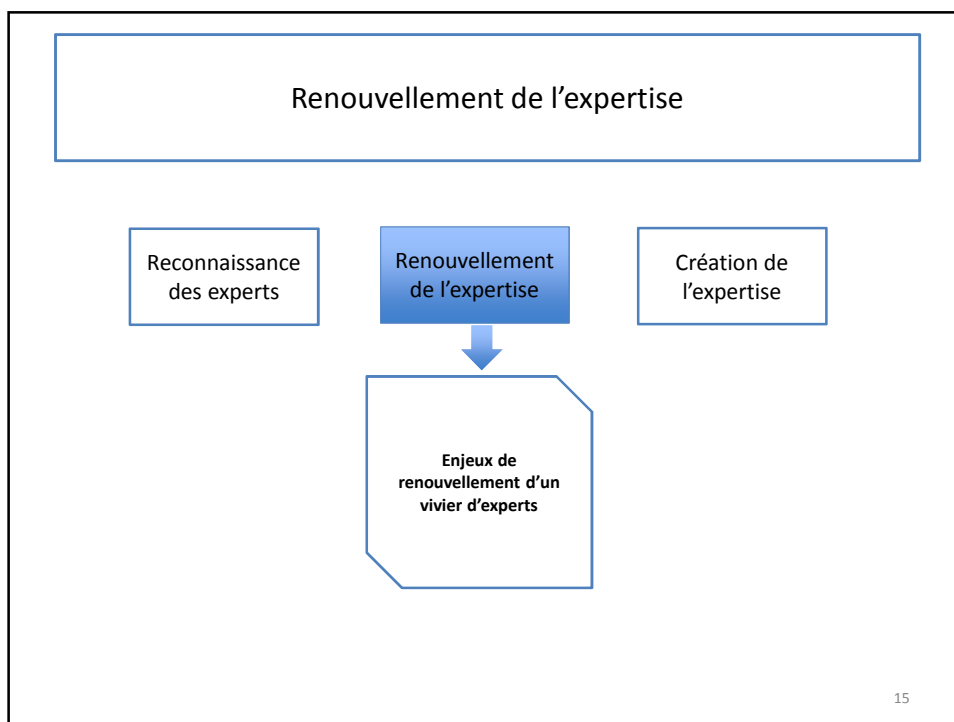 Renouvellement de l’expertise
Reconnaissance
des experts
Renouvellement
de l’expertise
Création de
l’expertise
Enjeux de
renouvellement d’un
vivier d’experts
15